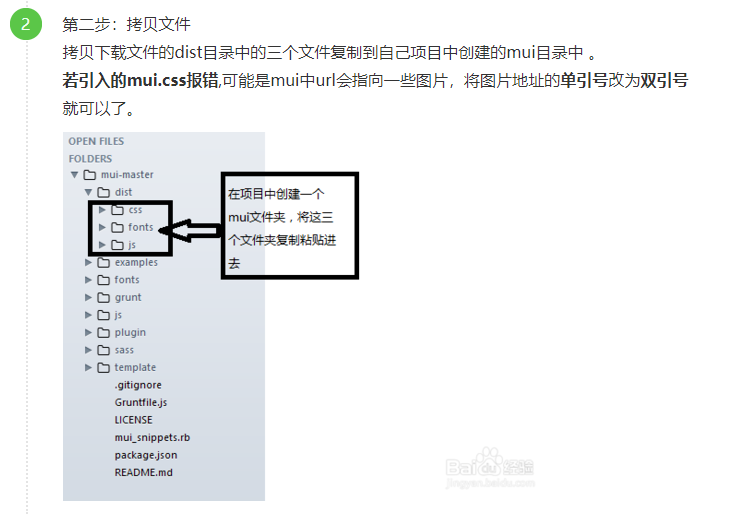 2
第二步：拷贝文件
拷贝下载文件的dist目录中的三个文件复制到自己项目中创建的mui目录中 。
若引入的mui.css报错,可能是mui中url会指向一些图片，将图片地址的单引号改为双引号
就可以了。
OPEN FILES
FOLDERS
mui-master
dist
css
fonts
js
examples
fonts
grunt
js
plugin
sass
template
.gitignore
Gruntfile.js
LICENSE
mui_snippets.rb
package.json
README.md
在项目中创建一个
mui文件夹，将这三
个文件夹复制粘贴进
去
Baidu 经验
jingyan.baidu.com